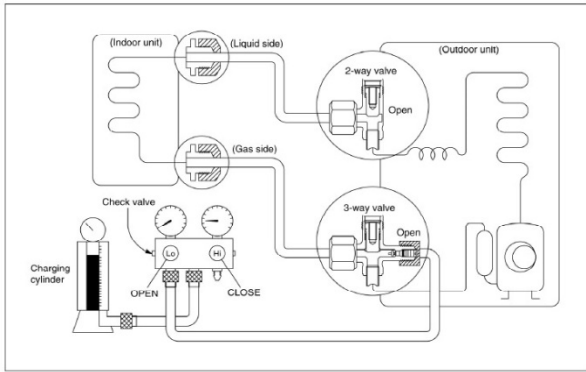 (Indoor unit)
(Liquid side)
(Outdoor unit)
2-way valve
Open
(Gas side)
3-way valve
Open
Check valve
Lo
Hi
Charging
cylinder
OPEN
CLOSE